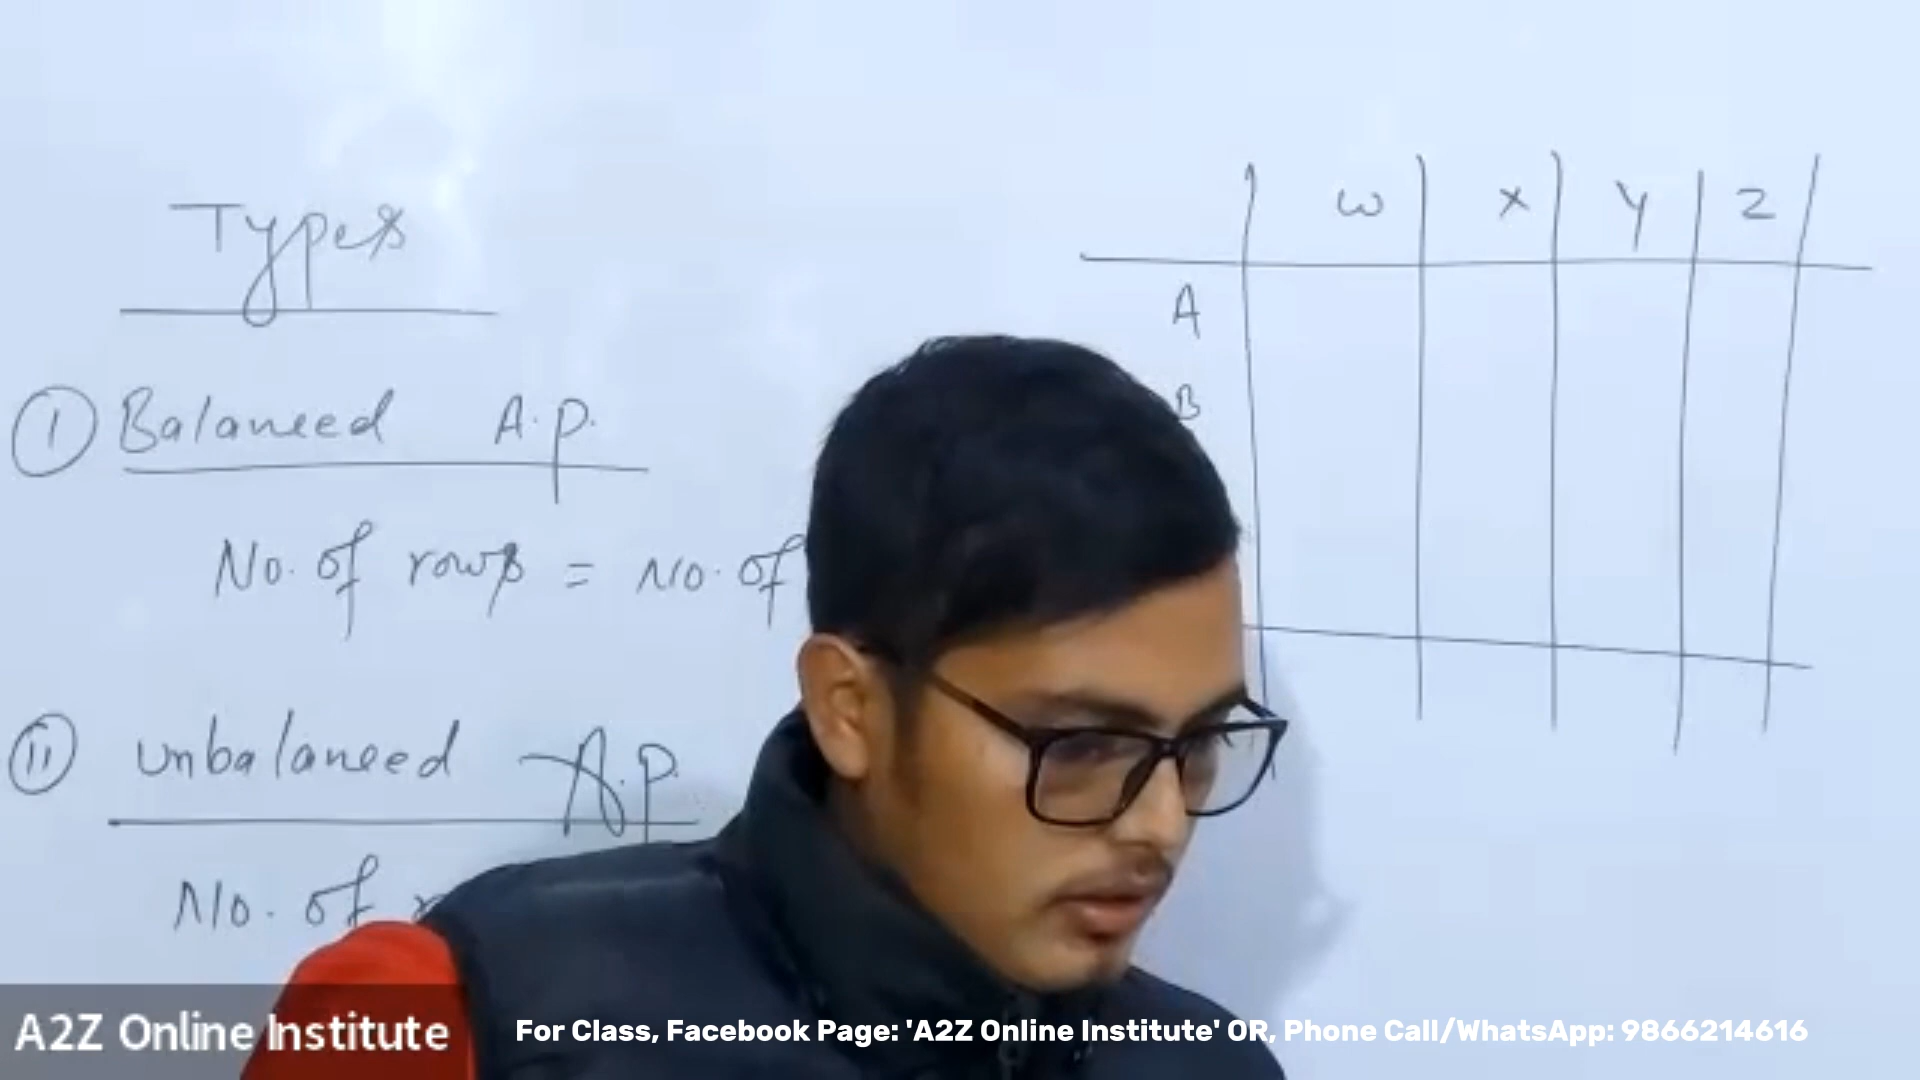 Types
① Balanced A.P.
No. of rows = No. of
② unbalanced A.P.
No. of
W X Y Z
A
B
A2Z Online Institute
For Class, Facebook Page: 'A2Z Online Institute' OR, Phone Call/WhatsApp: 9866214616